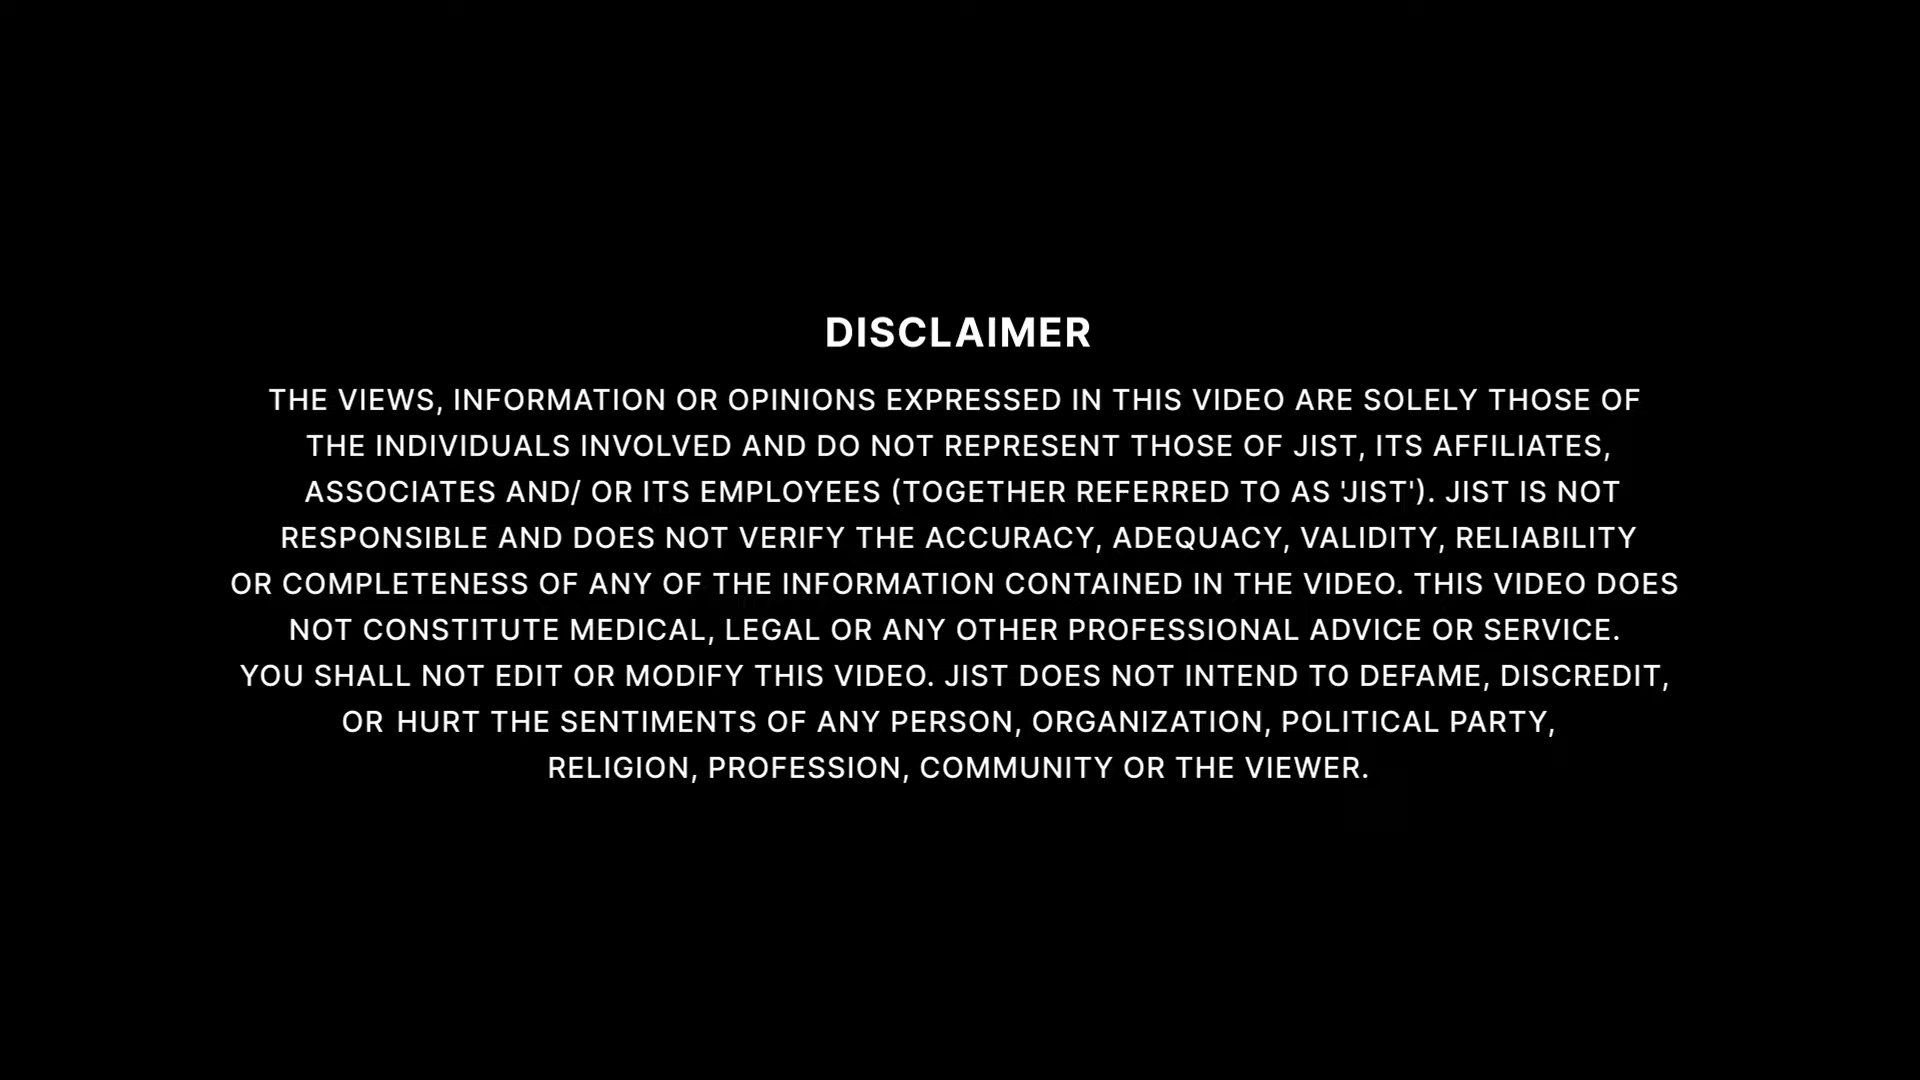 DISCLAIMER
THE VIEWS, INFORMATION OR OPINIONS EXPRESSED IN THIS VIDEO ARE SOLELY THOSE OF
THE INDIVIDUALS INVOLVED AND DO NOT REPRESENT THOSE OF JIST, ITS AFFILIATES,
ASSOCIATES AND/ OR ITS EMPLOYEES (TOGETHER REFERRED TO AS 'JIST'). JIST IS NOT
RESPONSIBLE AND DOES NOT VERIFY THE ACCURACY, ADEQUACY, VALIDITY, RELIABILITY
OR COMPLETENESS OF ANY OF THE INFORMATION CONTAINED IN THE VIDEO. THIS VIDEO DOES
NOT CONSTITUTE MEDICAL, LEGAL OR ANY OTHER PROFESSIONAL ADVICE OR SERVICE.
YOU SHALL NOT EDIT OR MODIFY THIS VIDEO. JIST DOES NOT INTEND TO DEFAME, DISCREDIT,
OR HURT THE SENTIMENTS OF ANY PERSON, ORGANIZATION, POLITICAL PARTY,
RELIGION, PROFESSION, COMMUNITY OR THE VIEWER.